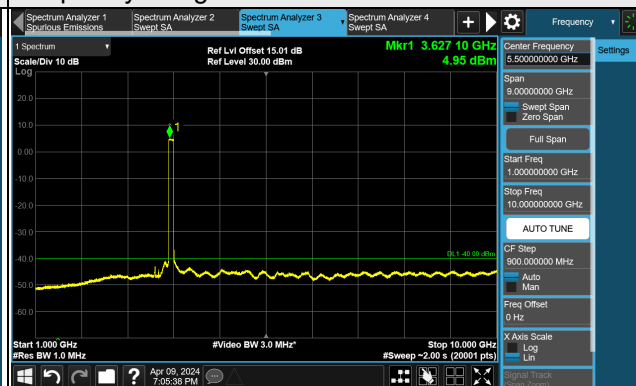 Spectrum Analyzer 1
Spurious Emissions
Spectrum Analyzer 2
Swept SA
Spectrum Analyzer 3
Swept SA
Spectrum Analyzer 4
Swept SA
Frequency
1 Spectrum
Scale/Div 10 dB
Log
Ref Lvl Offset 15.01 dB
Ref Level 30.00 dBm
Mkr1 3.627 10 GHz
4.95 dBm
20.0
10.0
0.00
-10.0
-20.0
-30.0
-40.0
-50.0
-60.0
1
DL1 -40.00 dBm
Start 1.000 GHz
#Res BW 1.0 MHz
#Video BW 3.0 MHz*
Stop 10.000 GHz
#Sweep ~2.00 s (20001 pts)
Center Frequency
5.500000000 GHz
Settings
Span
9.00000000 GHz
Swept Span
Zero Span
Full Span
Start Freq
1.000000000 GHz
Stop Freq
10.000000000 GHz
AUTO TUNE
CF Step
900.000000 MHz
Auto
Man
Freq Offset
0 Hz
X Axis Scale
Log
Lin
Signal Track
(Span Zoom)
?
Apr 09, 2024
7:05:38 PM